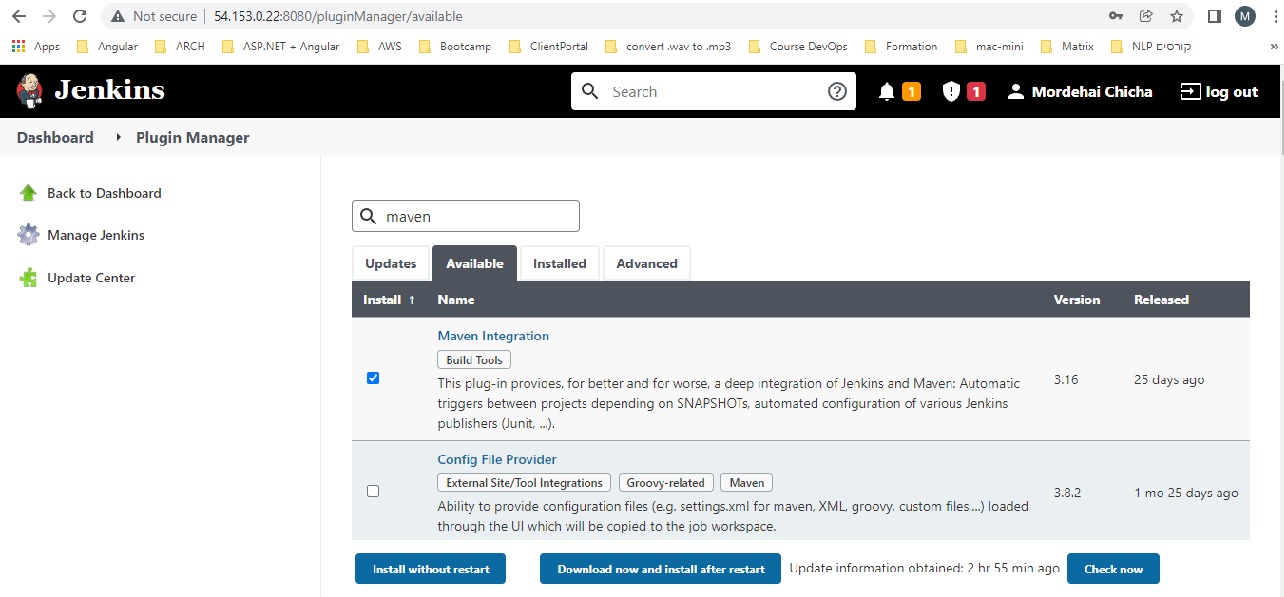 Not secure | 54.153.0.22:8080/pluginManager/available
M
Apps Angular ARCH ASP.NET + Angular AWS Bootcamp ClientPortal convert .wav to .mp3 Course DevOps Formation mac-mini Matrix קורסים NLP »
Jenkins
Search
1
1
Mordehai Chicha
log out
Dashboard Plugin Manager
Back to Dashboard
Manage Jenkins
Update Center
maven
Updates Available Installed Advanced
Install ↑ Name Version Released
Maven Integration
Build Tools
This plug-in provides, for better and for worse, a deep integration of Jenkins and Maven: Automatic
triggers between projects depending on SNAPSHOTs, automated configuration of various Jenkins
publishers (Junit, ...).
3.16 25 days ago
Config File Provider
External Site/Tool Integrations Groovy-related Maven
Ability to provide configuration files (e.g. settings.xml for maven, XML, groovy, custom files,...) loaded
through the UI which will be copied to the job workspace.
3.8.2 1 mo 25 days ago
Install without restart Download now and install after restart Update information obtained: 2 hr 55 min ago Check now